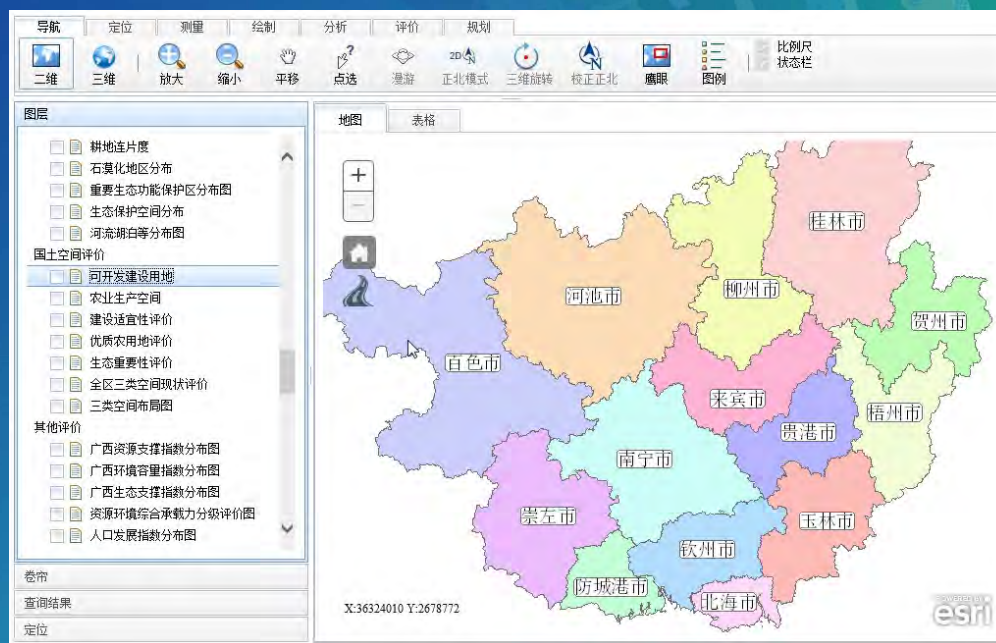 导航 定位 测量 绘制 分析 评价 规划
二维 三维 放大 缩小 平移 点选 漫游 正北模式 三维旋转 校正正北 鹰眼 图例
2D
比例尺
状态栏
图层
耕地连片度
石漠化地区分布
重要生态功能保护区分布图
生态保护空间分布
河流湖泊等分布图
国土空间评价
可开发建设用地
农业生产空间
建设适宜性评价
优质农用地评价
生态重要性评价
全区三类空间现状评价
三类空间布局图
其他评价
广西资源支撑指数分布图
广西环境容量指数分布图
广西生态支撑指数分布图
资源环境综合承载力分级评价图
人口发展指数分布图
卷帘
查询结果
定位
地图 表格
桂林市
河池市
柳州市
贺州市
百色市
来宾市
梧州市
贵港市
南宁市
崇左市
玉林市
钦州市
防城港市
北海市
X:36324010 Y:2678772
POWERED BY
esri